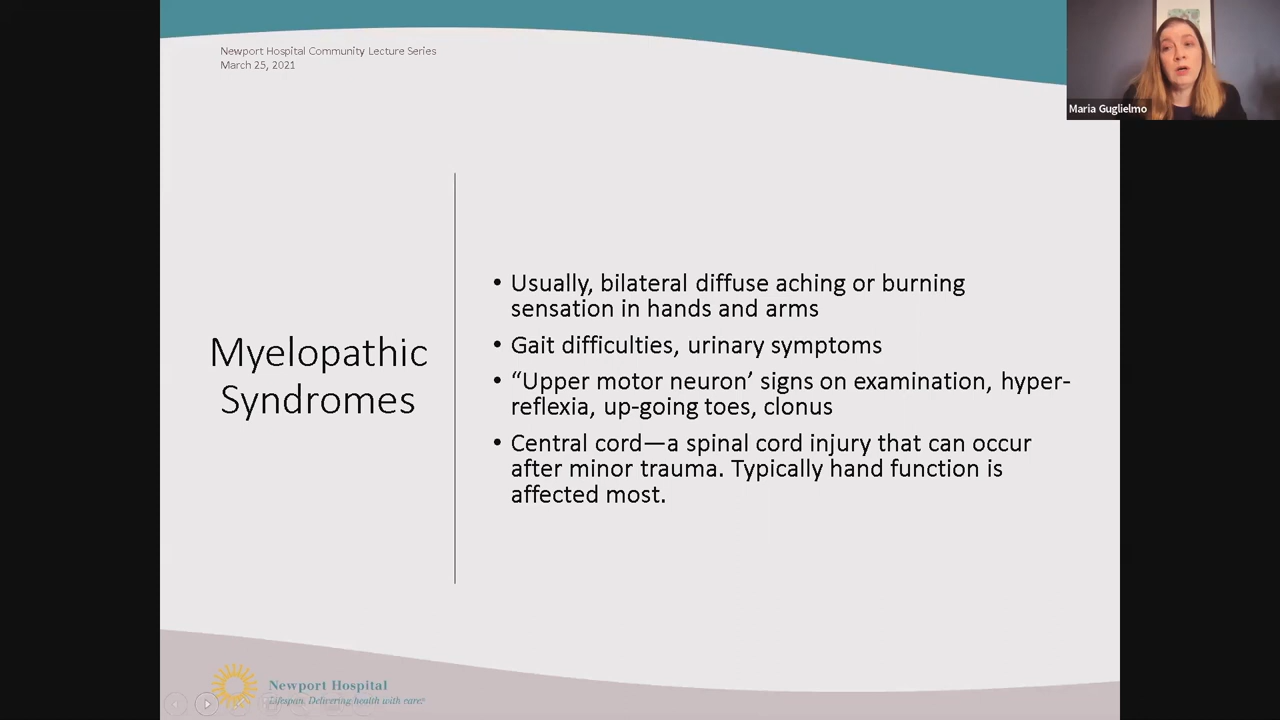 Newport Hospital Community Lecture Series
March 25, 2021
Maria Guglielmo
Myelopathic
Syndromes
• Usually, bilateral diffuse aching or burning
sensation in hands and arms
• Gait difficulties, urinary symptoms
• “Upper motor neuron’ signs on examination, hyper-
reflexia, up-going toes, clonus
• Central cord—a spinal cord injury that can occur
after minor trauma. Typically hand function is
affected most.
Newport Hospital
Lifespan. Delivering health with care.®